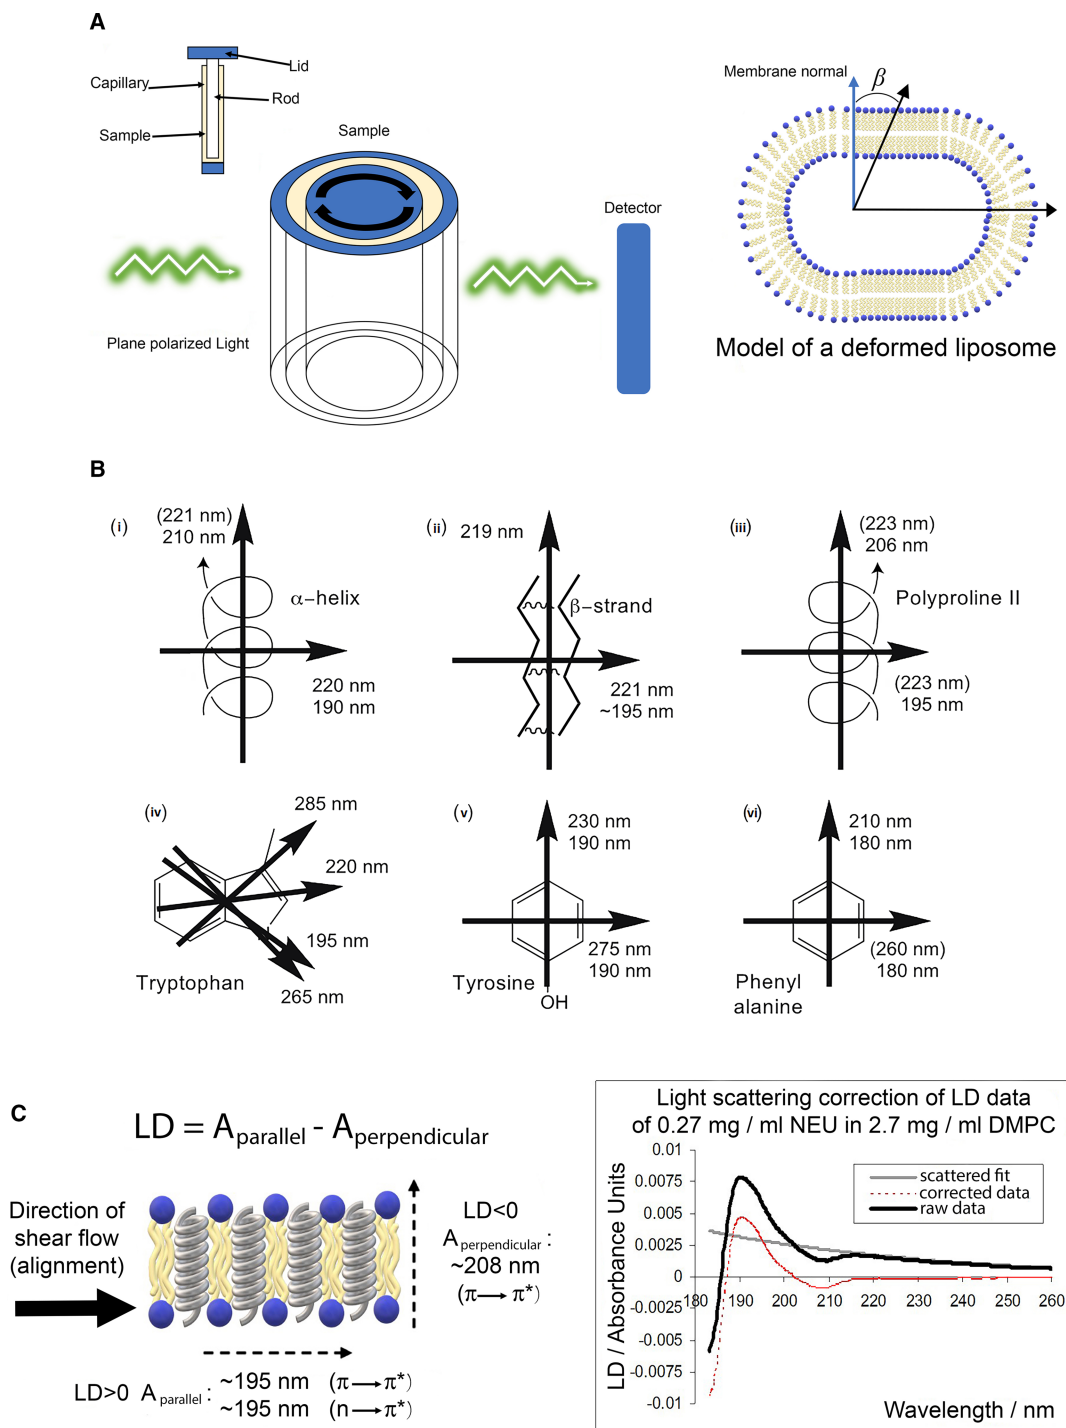 A
Lid
Capillary
Rod
Sample
Sample
Plane polarized Light
Detector
Membrane normal
β
Model of a deformed liposome
B
(i)
(221 nm)
210 nm
α–helix
220 nm
190 nm
(ii)
219 nm
β–strand
221 nm
~195 nm
(iii)
(223 nm)
206 nm
Polyproline II
(223 nm)
195 nm
(iv)
285 nm
220 nm
195 nm
265 nm
Tryptophan
(v)
230 nm
190 nm
275 nm
190 nm
Tyrosine
OH
(vi)
210 nm
180 nm
(260 nm)
180 nm
Phenyl
alanine
C
LD = Aparallel - Aperpendicular
Direction of
shear flow
(alignment)
LD<0
Aperpendicular :
~208 nm
(π→π*)
LD>0 Aparallel : ~195 nm (π→π*)
~195 nm (n→π*)
Light scattering correction of LD data
of 0.27 mg / ml NEU in 2.7 mg / ml DMPC
LD / Absorbance Units
0.01
0.0075
0.005
0.0025
0
-0.0025
-0.005
-0.0075
-0.01
scattered fit
corrected data
raw data
180 190 200 210 220 230 240 250 260
Wavelength / nm